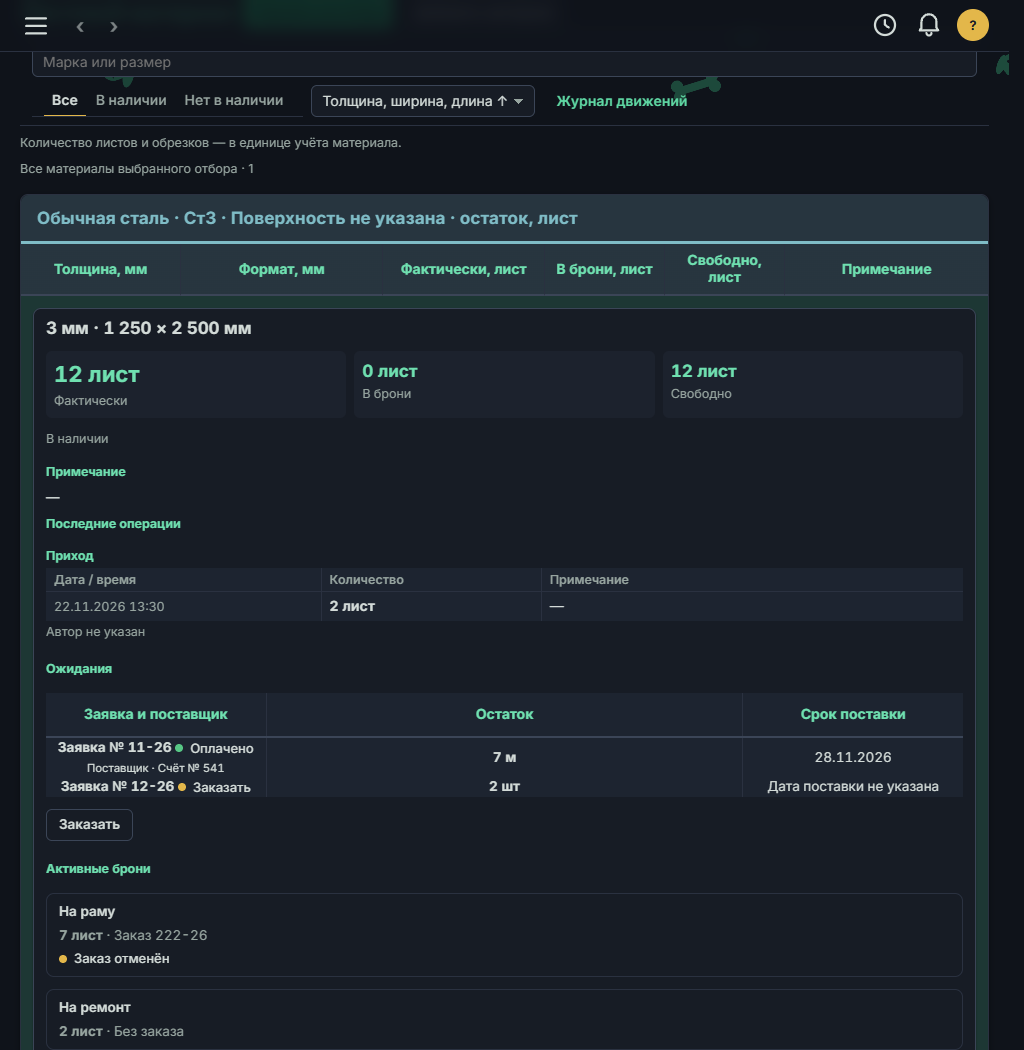 ?
Марка или размер
Все В наличии Нет в наличии Толщина, ширина, длина ↑ Журнал движений
Количество листов и обрезков — в единице учёта материала.
Все материалы выбранного отбора · 1
Обычная сталь · Ст3 · Поверхность не указана · остаток, лист
Толщина, мм Формат, мм Фактически, лист В брони, лист Свободно, лист Примечание
3 мм · 1 250 × 2 500 мм
12 лист 0 лист 12 лист
Фактически В брони Свободно
В наличии
Примечание
—
Последние операции
Приход
Дата / время Количество Примечание
22.11.2026 13:30 2 лист —
Автор не указан
Ожидания
Заявка и поставщик Остаток Срок поставки
Заявка № 11-26 Оплачено 7 м 28.11.2026
Поставщик · Счёт № 541
Заявка № 12-26 Заказать 2 шт Дата поставки не указана
Заказать
Активные брони
На раму
7 лист · Заказ 222-26
Заказ отменён
На ремонт
2 лист · Без заказа